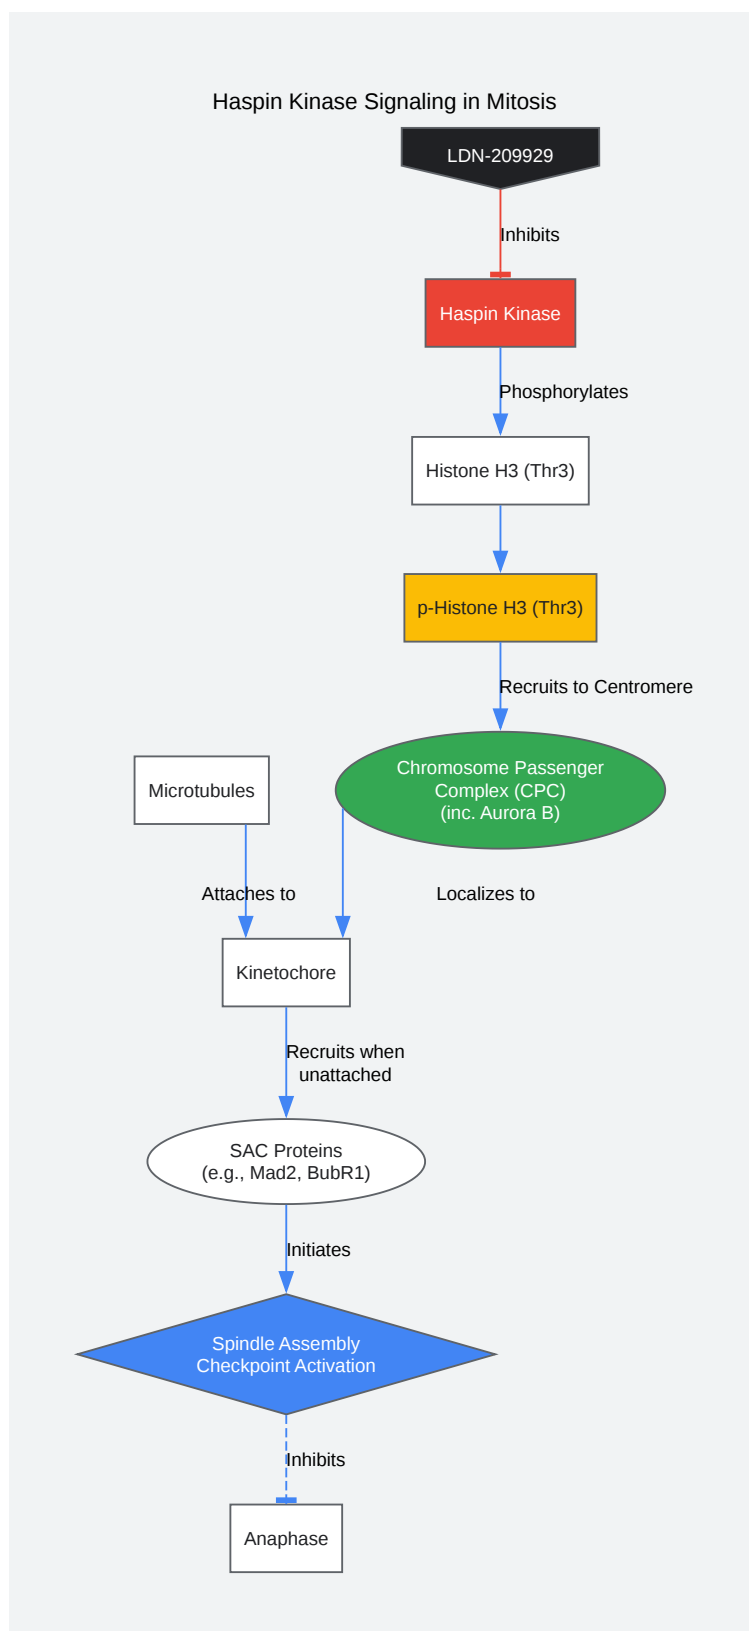 Haspin Kinase Signaling in Mitosis
LDN-209929
Inhibits
Haspin Kinase
Phosphorylates
Histone H3 (Thr3)
p-Histone H3 (Thr3)
Recruits to Centromere
Chromosome Passenger
Complex (CPC)
(inc. Aurora B)
Microtubules
Attaches to
Localizes to
Kinetochore
Recruits when
unattached
SAC Proteins
(e.g., Mad2, BubR1)
Initiates
Spindle Assembly
Checkpoint Activation
Inhibits
Anaphase